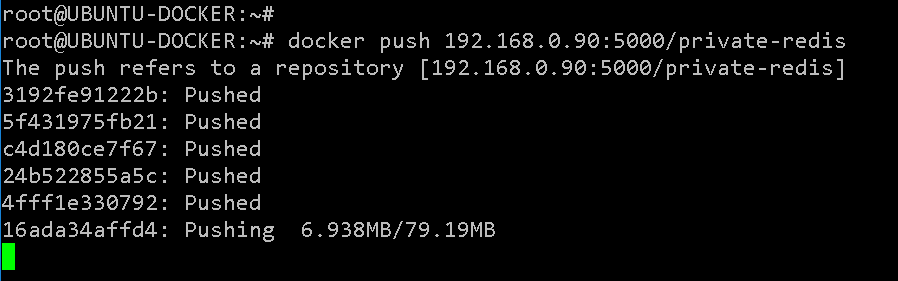 root@UBUNTU-DOCKER:~#
root@UBUNTU-DOCKER:~# docker push 192.168.0.90:5000/private-redis
The push refers to a repository [192.168.0.90:5000/private-redis]
3192fe91222b: Pushed
5f431975fb21: Pushed
c4d180ce7f67: Pushed
24b522855a5c: Pushed
4fff1e330792: Pushed
16ada34affd4: Pushing  6.938MB/79.19MB